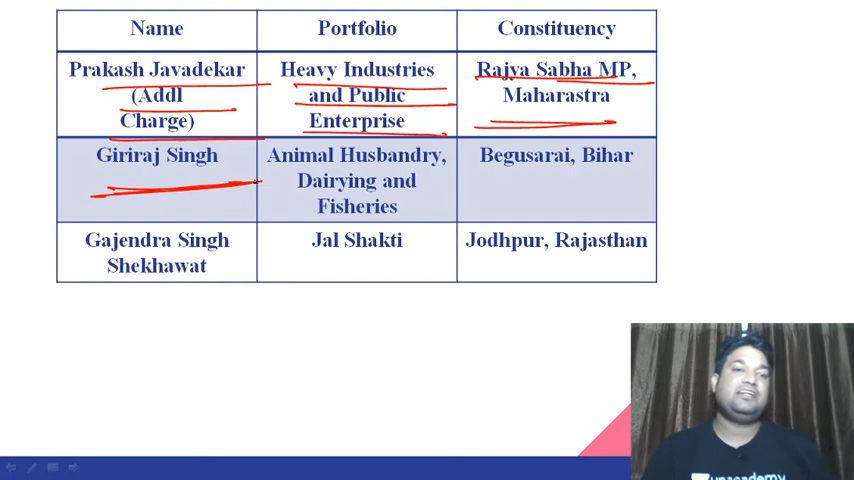 Name
Portfolio
Constituency
Prakash Javadekar
(Addl
Charge)
Heavy Industries
and Public
Enterprise
Rajya Sabha MP,
Maharastra
Giriraj Singh
Animal Husbandry,
Dairying and
Fisheries
Begusarai, Bihar
Gajendra Singh
Shekhawat
Jal Shakti
Jodhpur, Rajasthan
unacademy